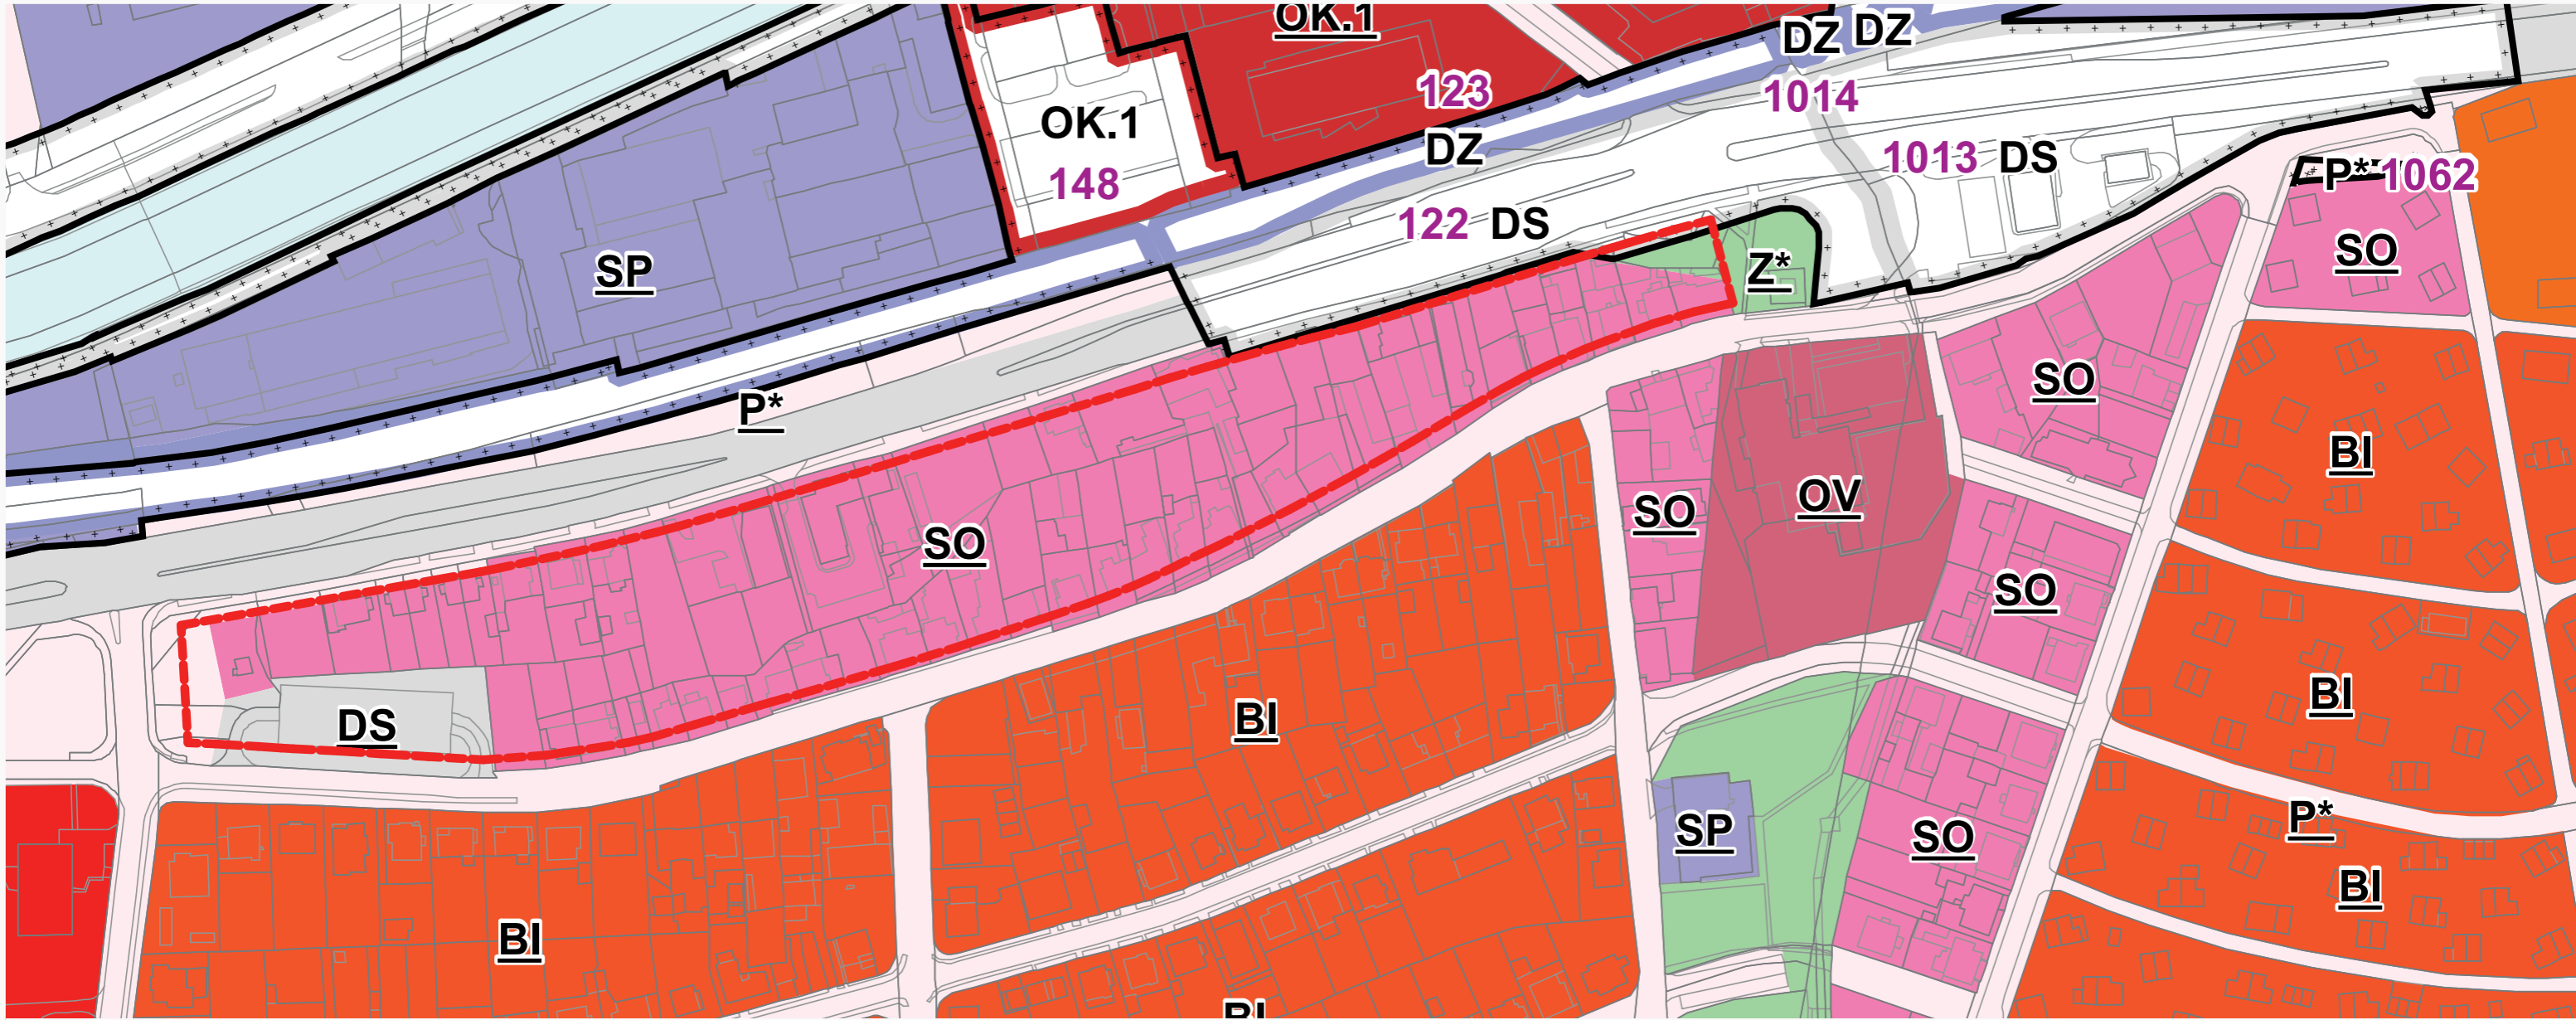 OK.1
DZ DZ
123
1014
OK.1
DZ
148
1013 DS
P* 1062
122 DS
SO
Z*
SP
P*
SO
BI
OV
SO
SO
SO
BI
BI
DS
P*
SP
SO
BI
BI
BI